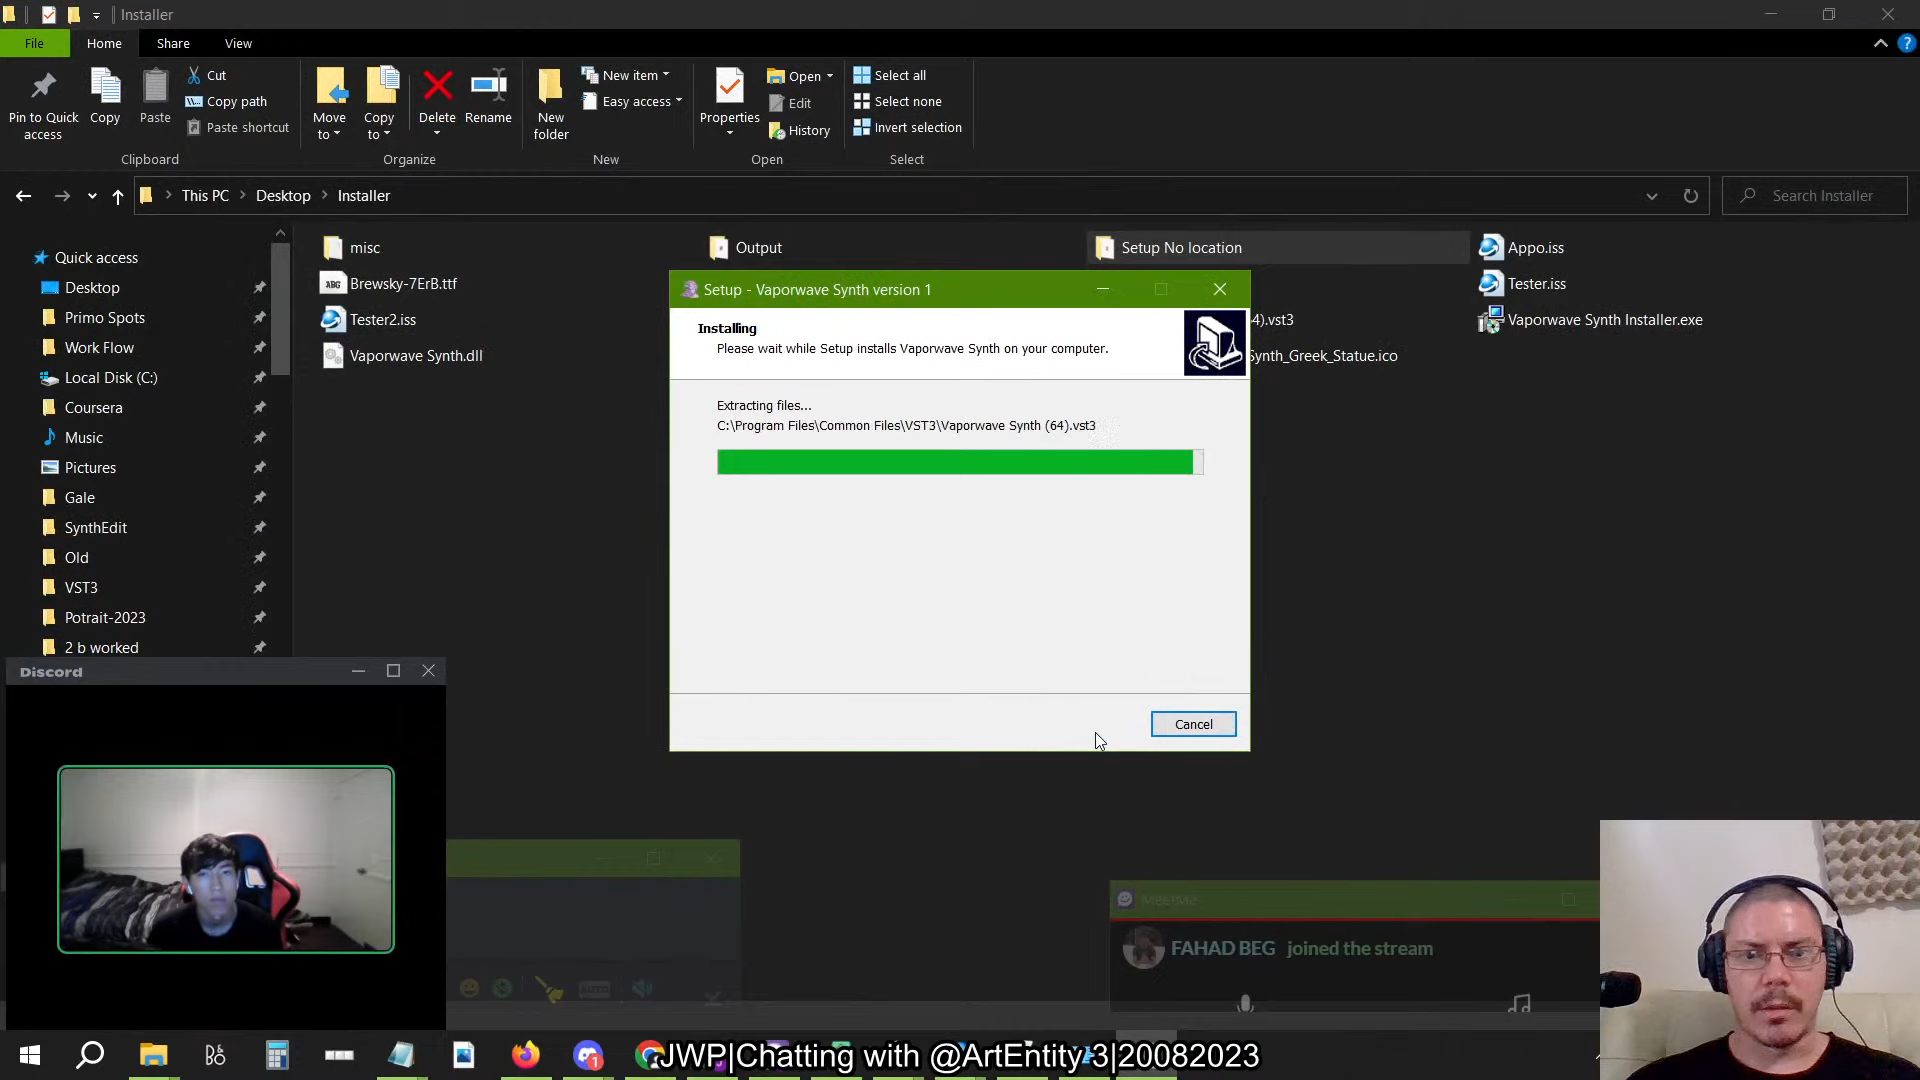 Installer
File
Home
Share
View
Pin to Quick
access
Copy
Paste
Cut
Copy path
Paste shortcut
Move
to
Copy
to
Delete
Rename
New
folder
New item
Easy access
Properties
Open
Edit
History
Select all
Select none
Invert selection
Clipboard
Organize
New
Open
Select
This PC
Desktop
Installer
Search Installer
Quick access
Desktop
Primo Spots
Work Flow
Local Disk (C:)
Coursera
Music
Pictures
Gale
SynthEdit
Old
VST3
Potrait-2023
2 b worked
misc
Output
Setup No location
Appo.iss
Brewsky-7ErB.ttf
Tester.iss
Tester2.iss
4).vst3
Vaporwave Synth Installer.exe
Vaporwave Synth.dll
Synth_Greek_Statue.ico
Setup - Vaporwave Synth version 1
Installing
Please wait while Setup installs Vaporwave Synth on your computer.
Extracting files...
C:\Program Files\Common Files\VST3\Vaporwave Synth (64).vst3
Cancel
Discord
MeetMe
FAHAD BEG joined the stream
JWP|Chatting with @ArtEntity 3|20082023